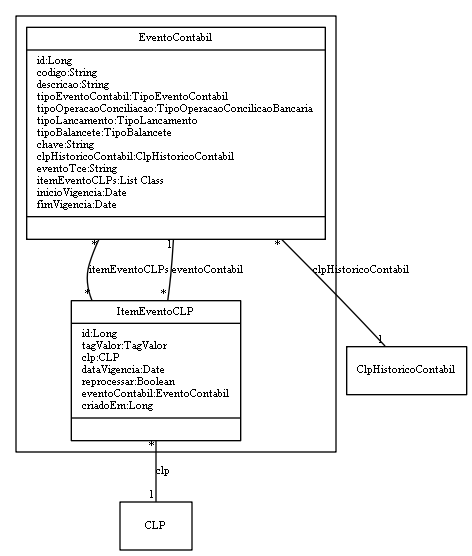 EventoContabil
id:Long
codigo:String
descricao:String
tipoEventoContabil:TipoEventoContabil
tipoOperacaoConciliacao:TipoOperacaoConcilicaoBancaria
tipoLancamento:TipoLancamento
tipoBalancete:TipoBalancete
chave:String
clpHistoricoContabil:ClpHistoricoContabil
eventoTce:String
itemEventoCLPs:List Class
inicioVigencia:Date
fimVigencia:Date
* 1 *
itemEventoCLPs eventoContabil clpHistoricoContabil
* *
ItemEventoCLP
id:Long
tagValor:TagValor
clp:CLP
dataVigencia:Date
reprocessar:Boolean
eventoContabil:EventoContabil
criadoEm:Long
1
ClpHistoricoContabil
*
clp
1
CLP